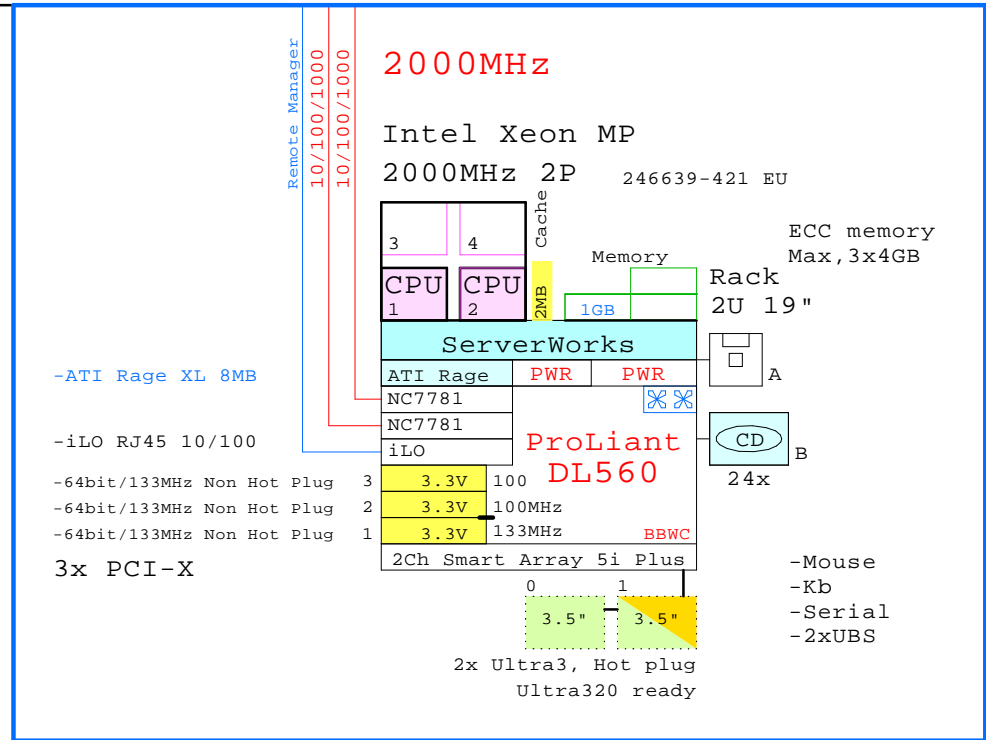 Remote Manager
10/100/1000
10/100/1000
2000MHz
Intel Xeon MP
2000MHz 2P
246639-421 EU
Cache
ECC memory
Max,3x4GB
Memory
3
4
CPU
1
CPU
2
2MB
1GB
Rack
2U 19"
ServerWorks
-ATI Rage XL 8MB
ATI Rage
PWR
PWR
A
NC7781
NC7781
-iLO RJ45 10/100
iLO
ProLiant
DL560
CD
B
24x
-64bit/133MHz Non Hot Plug 3
3.3V
100
-64bit/133MHz Non Hot Plug 2
3.3V
100MHz
-64bit/133MHz Non Hot Plug 1
3.3V
133MHz
BBWC
3x PCI-X
2Ch Smart Array 5i Plus
0
1
3.5"
3.5"
-Mouse
-Kb
-Serial
-2xUBS
2x Ultra3, Hot plug
Ultra320 ready